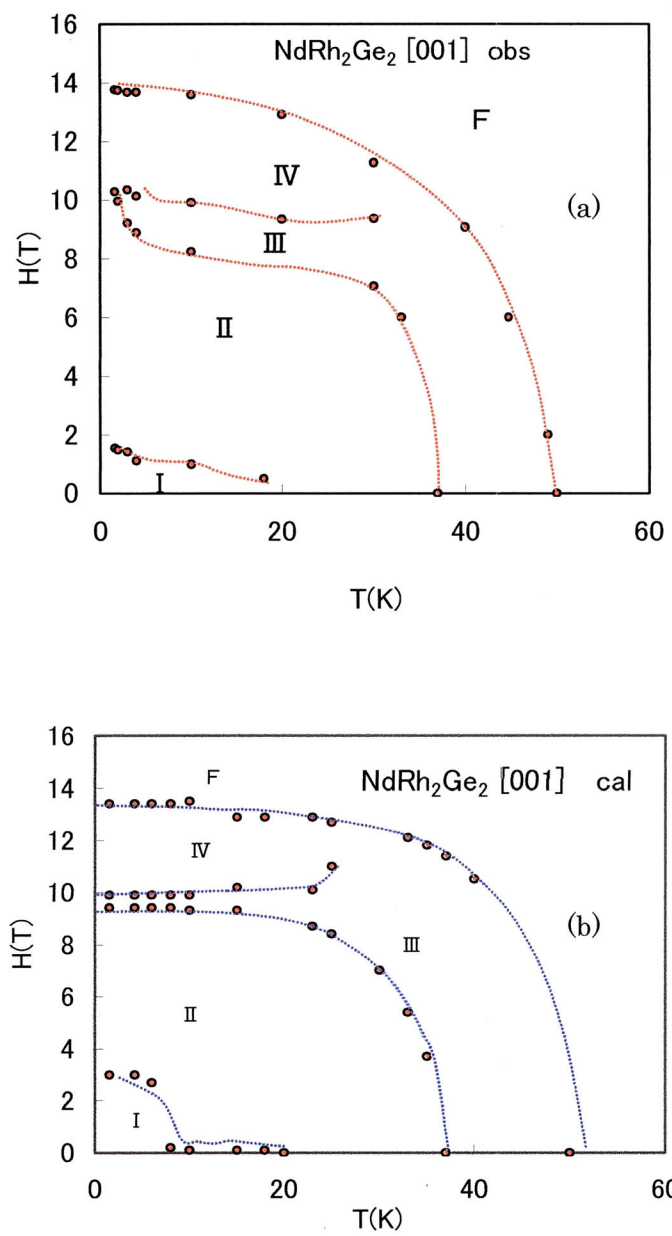 16
NdRh₂Ge₂ [001] obs
14
F
12
Ⅳ
10
(a)
Ⅲ
H(T)
8
Ⅱ
6
4
2
Ⅰ
0
0 20 40 60
T(K)
16
F
NdRh₂Ge₂ [001] cal
14
12
Ⅳ
10
(b)
Ⅲ
H(T)
8
Ⅱ
6
4
2
Ⅰ
0
0 20 40 60
T(K)